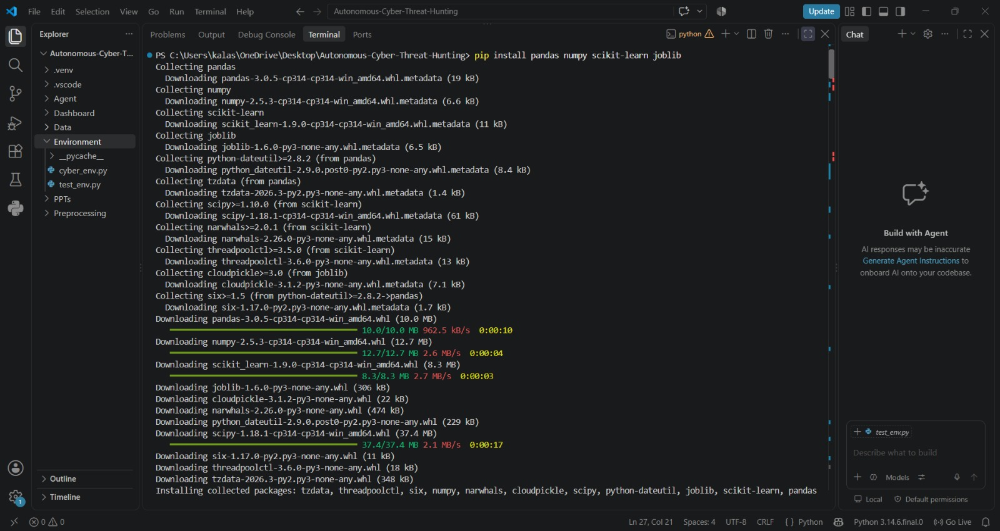 File Edit Selection View Go Run Terminal Help
Autonomous-Cyber-Threat-Hunting
Update
Explorer
Autonomous-Cyber-T...
.venv
.vscode
Agent
Dashboard
Data
Environment
__pycache__
cyber_env.py
test_env.py
PPTs
Preprocessing
Outline
Timeline
1
Problems Output Debug Console Terminal Ports
python
PS C:\Users\kalas\OneDrive\Desktop\Autonomous-Cyber-Threat-Hunting> pip install pandas numpy scikit-learn joblib
Collecting pandas
Downloading pandas-3.0.5-cp314-cp314-win_amd64.whl.metadata (19 kB)
Collecting numpy
Downloading numpy-2.5.3-cp314-cp314-win_amd64.whl.metadata (6.6 kB)
Collecting scikit-learn
Downloading scikit_learn-1.9.0-cp314-cp314-win_amd64.whl.metadata (11 kB)
Collecting joblib
Downloading joblib-1.6.0-py3-none-any.whl.metadata (6.5 kB)
Collecting python-dateutil>=2.8.2 (from pandas)
Downloading python_dateutil-2.9.0.post0-py2.py3-none-any.whl.metadata (8.4 kB)
Collecting tzdata (from pandas)
Downloading tzdata-2026.3-py2.py3-none-any.whl.metadata (1.4 kB)
Collecting scipy>=1.10.0 (from scikit-learn)
Downloading scipy-1.18.1-cp314-cp314-win_amd64.whl.metadata (61 kB)
Collecting narwhals>=2.0.1 (from scikit-learn)
Downloading narwhals-2.26.0-py3-none-any.whl.metadata (15 kB)
Collecting threadpoolctl>=3.5.0 (from scikit-learn)
Downloading threadpoolctl-3.6.0-py3-none-any.whl.metadata (13 kB)
Collecting cloudpickle>=3.0 (from joblib)
Downloading cloudpickle-3.1.2-py3-none-any.whl.metadata (7.1 kB)
Collecting six>=1.5 (from python-dateutil>=2.8.2->pandas)
Downloading six-1.17.0-py2.py3-none-any.whl.metadata (1.7 kB)
Downloading pandas-3.0.5-cp314-cp314-win_amd64.whl (10.0 MB)
10.0/10.0 MB 962.5 kB/s 0:00:10
Downloading numpy-2.5.3-cp314-cp314-win_amd64.whl (12.7 MB)
12.7/12.7 MB 2.6 MB/s 0:00:04
Downloading scikit_learn-1.9.0-cp314-cp314-win_amd64.whl (8.3 MB)
8.3/8.3 MB 2.7 MB/s 0:00:03
Downloading joblib-1.6.0-py3-none-any.whl (306 kB)
Downloading cloudpickle-3.1.2-py3-none-any.whl (22 kB)
Downloading narwhals-2.26.0-py3-none-any.whl (474 kB)
Downloading python_dateutil-2.9.0.post0-py2.py3-none-any.whl (229 kB)
Downloading scipy-1.18.1-cp314-cp314-win_amd64.whl (37.4 MB)
37.4/37.4 MB 2.1 MB/s 0:00:17
Downloading six-1.17.0-py2.py3-none-any.whl (11 kB)
Downloading threadpoolctl-3.6.0-py3-none-any.whl (18 kB)
Downloading tzdata-2026.3-py2.py3-none-any.whl (348 kB)
Installing collected packages: tzdata, threadpoolctl, six, numpy, narwhals, cloudpickle, scipy, python-dateutil, joblib, scikit-learn, pandas
Chat
Build with Agent
AI responses may be inaccurate
Generate Agent Instructions to
onboard AI onto your codebase.
test_env.py
Describe what to build
Models
Local Default permissions
0 0
Ln 27, Col 21 Spaces: 4 UTF-8 CRLF { } Python Python 3.14.6.final.0 Go Live